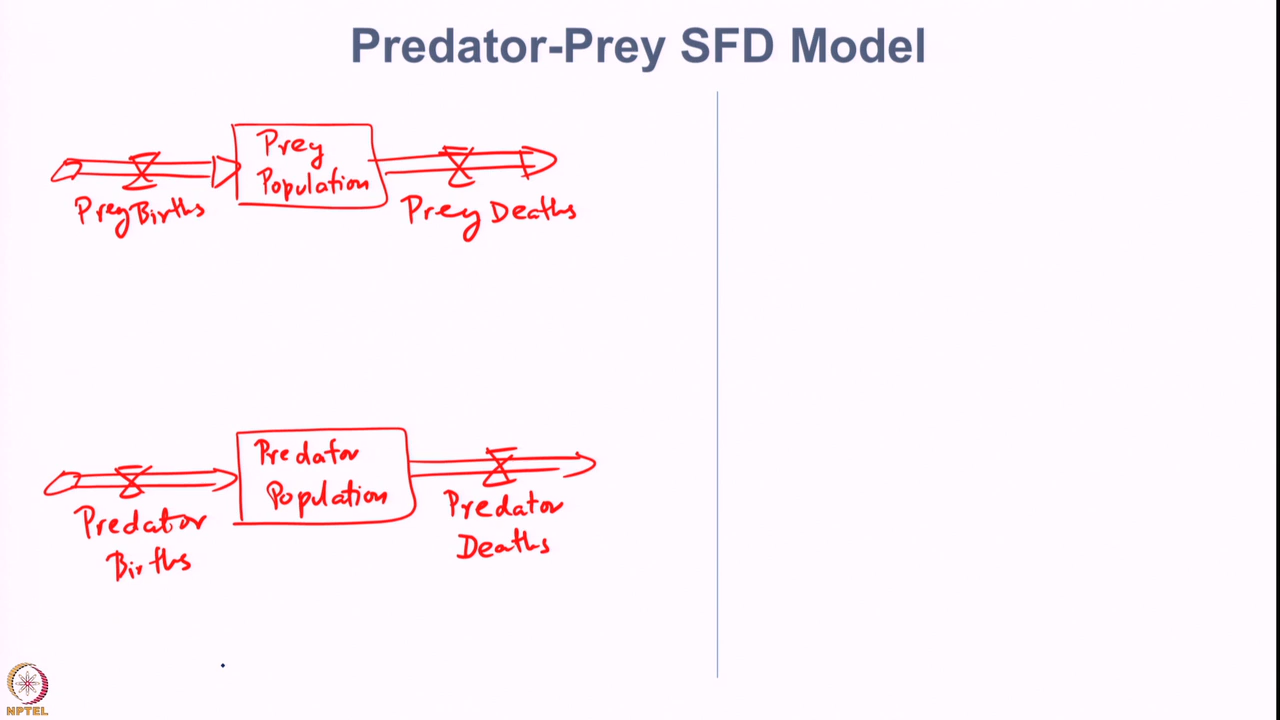 Predator-Prey SFD Model
Prey
Population
Prey Births
Prey Deaths
Predator
Population
Predator
Births
Predator
Deaths
NPTEL